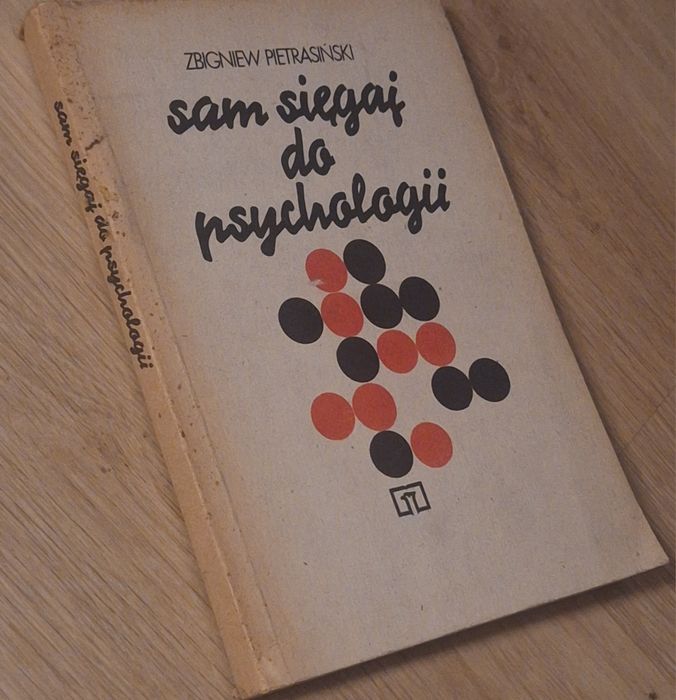 ZBIGNIEW PIETRASIŃSKI
sam sięgaj
do
psychologii
sam sięgaj do psychologii